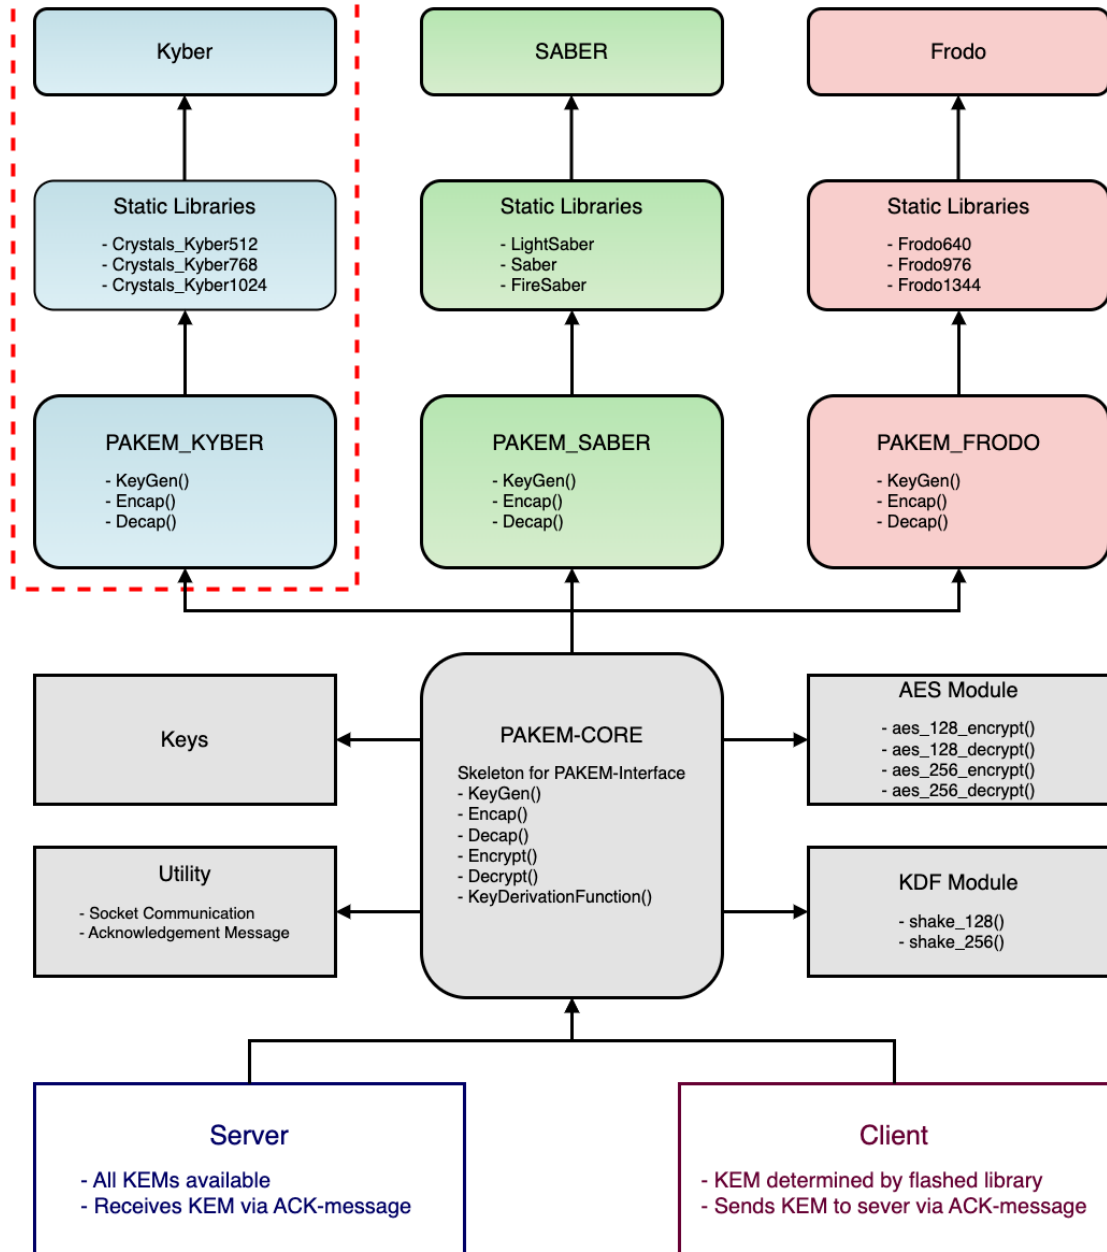 Kyber
SABER
Frodo
Static Libraries
- Crystals_Kyber512
- Crystals_Kyber768
- Crystals_Kyber1024
Static Libraries
- LightSaber
- Saber
- FireSaber
Static Libraries
- Frodo640
- Frodo976
- Frodo1344
PAKEM_KYBER
- KeyGen()
- Encap()
- Decap()
PAKEM_SABER
- KeyGen()
- Encap()
- Decap()
PAKEM_FRODO
- KeyGen()
- Encap()
- Decap()
Keys
PAKEM-CORE
Skeleton for PAKEM-Interface
- KeyGen()
- Encap()
- Decap()
- Encrypt()
- Decrypt()
- KeyDerivationFunction()
AES Module
- aes_128_encrypt()
- aes_128_decrypt()
- aes_256_encrypt()
- aes_256_decrypt()
Utility
- Socket Communication
- Acknowledgement Message
KDF Module
- shake_128()
- shake_256()
Server
- All KEMs available
- Receives KEM via ACK-message
Client
- KEM determined by flashed library
- Sends KEM to sever via ACK-message